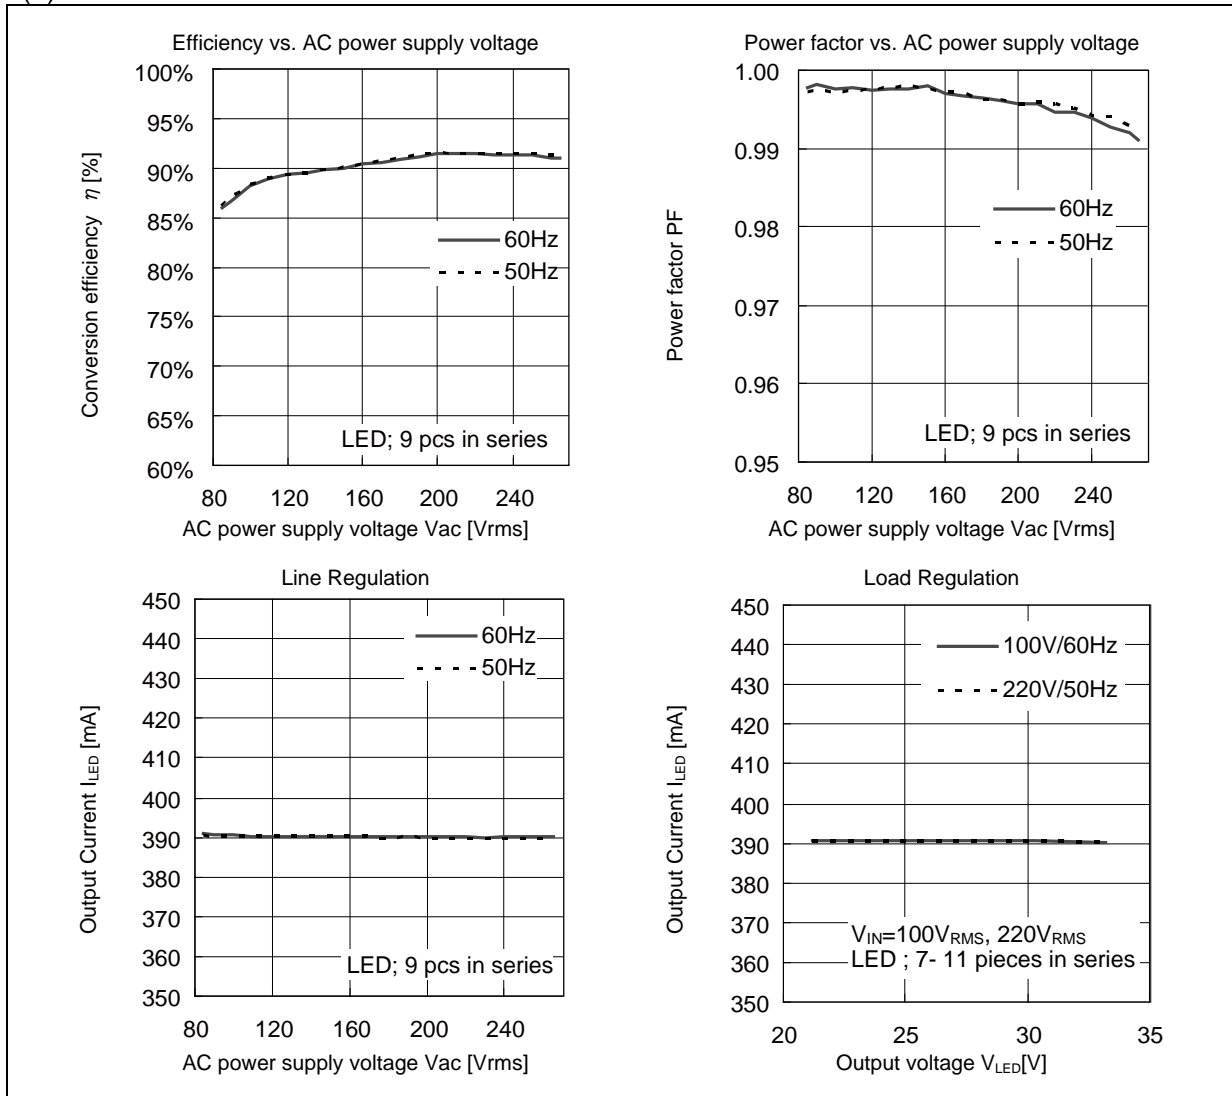 Efficiency vs. AC power supply voltage
100%
95%
90%
85%
80%
75%
70%
65%
60%
Conversion efficiency η [%]
60Hz
50Hz
LED; 9 pcs in series
80 120 160 200 240
AC power supply voltage Vac [Vrms]
Power factor vs. AC power supply voltage
1.00
0.99
0.98
0.97
0.96
0.95
Power factor PF
60Hz
50Hz
LED; 9 pcs in series
80 120 160 200 240
AC power supply voltage Vac [Vrms]
Line Regulation
450
440
430
420
410
400
390
380
370
360
350
Output Current ILED [mA]
60Hz
50Hz
LED; 9 pcs in series
80 120 160 200 240
AC power supply voltage Vac [Vrms]
Load Regulation
450
440
430
420
410
400
390
380
370
360
350
Output Current ILED [mA]
100V/60Hz
220V/50Hz
VIN=100VRMS, 220VRMS
LED ; 7- 11 pieces in series
20 25 30 35
Output voltage VLED[V]